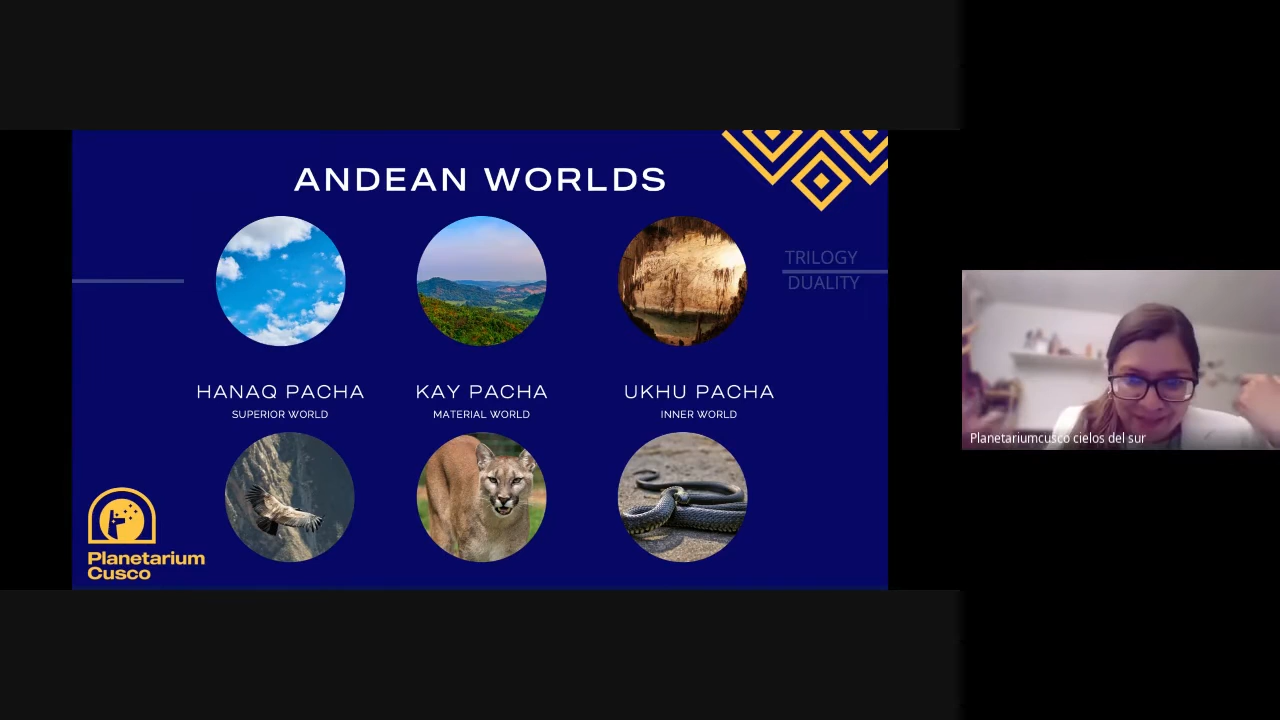 ANDEAN WORLDS
TRILOGY
DUALITY
HANAQ PACHA
SUPERIOR WORLD
KAY PACHA
MATERIAL WORLD
UKHU PACHA
INNER WORLD
Planetarium
Cusco
Planetariumcusco cielos del sur